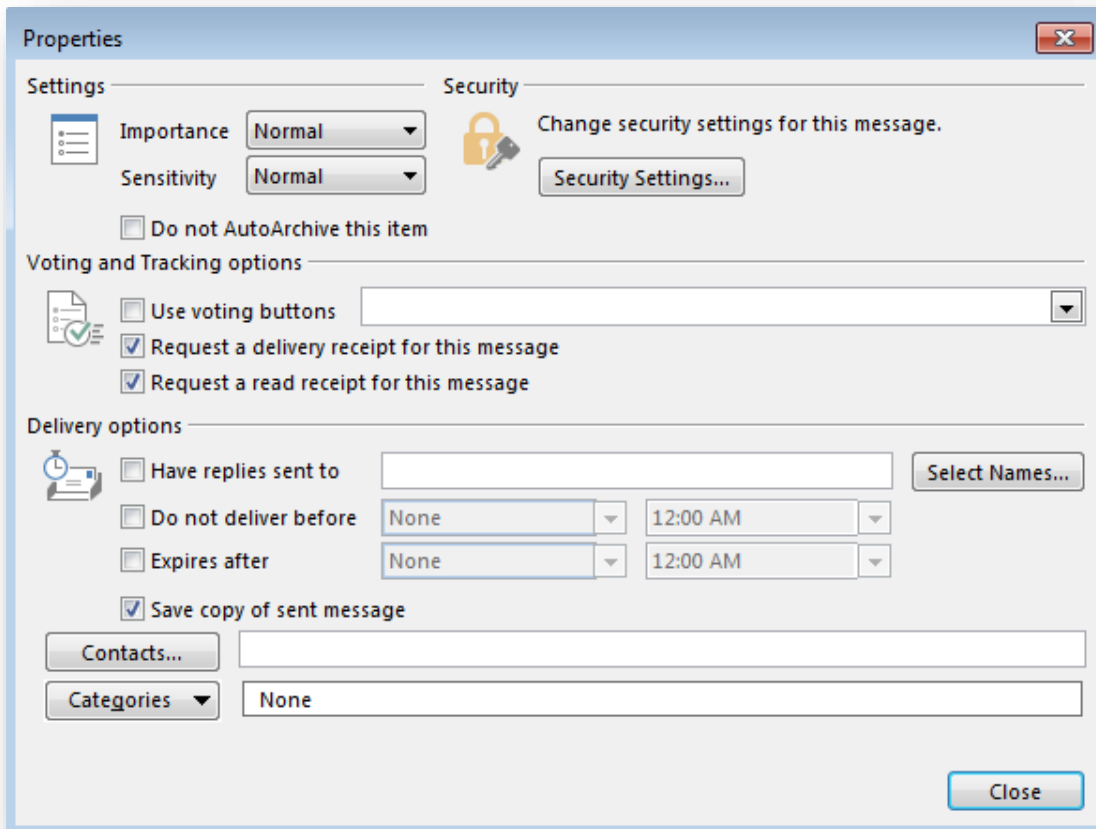 Properties
Settings
Security
Importance Normal
Change security settings for this message.
Sensitivity Normal
Security Settings...
Do not AutoArchive this item
Voting and Tracking options
Use voting buttons
Request a delivery receipt for this message
Request a read receipt for this message
Delivery options
Have replies sent to
Select Names...
Do not deliver before None 12:00 AM
Expires after None 12:00 AM
Save copy of sent message
Contacts...
Categories None
Close